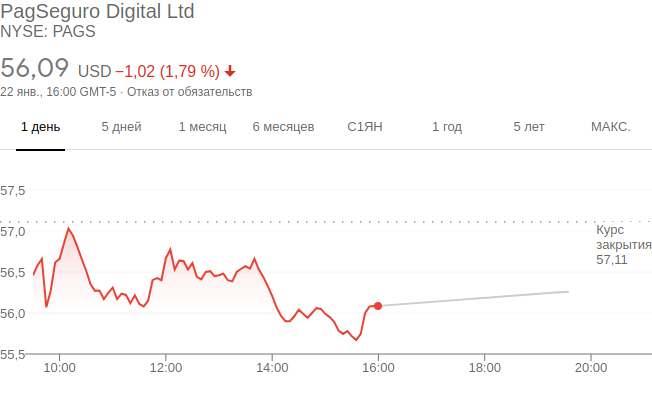 PagSeguro Digital Ltd
NYSE: PAGS
56,09 USD −1,02 (1,79 %)
22 янв., 16:00 GMT-5 · Отказ от обязательств
1 день 5 дней 1 месяц 6 месяцев С1ЯН 1 год 5 лет МАКС.
57,5
57,0
56,5
56,0
55,5
Курс
закрытия
57,11
10:00 12:00 14:00 16:00 18:00 20:00